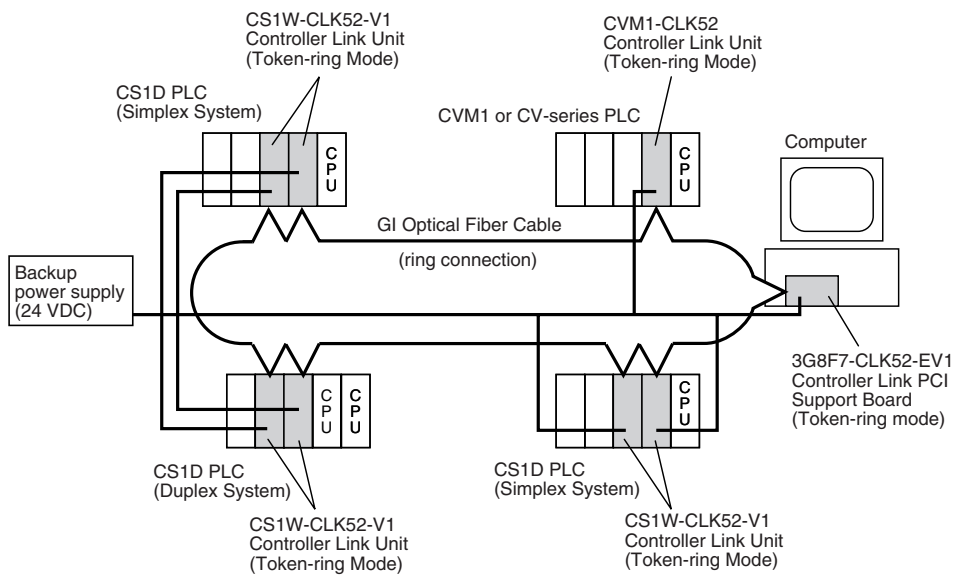 CS1W-CLK52-V1
Controller Link Unit
(Token-ring Mode)
CVM1-CLK52
Controller Link Unit
(Token-ring Mode)
CS1D PLC
(Simplex System)
CVM1 or CV-series PLC
Computer
C
P
U
C
P
U
GI Optical Fiber Cable
(ring connection)
Backup
power supply
(24 VDC)
3G8F7-CLK52-EV1
Controller Link PCI
Support Board
(Token-ring mode)
C
P
U
C
P
U
C
P
U
CS1D PLC
(Duplex System)
CS1D PLC
(Simplex System)
CS1W-CLK52-V1
Controller Link Unit
(Token-ring Mode)
CS1W-CLK52-V1
Controller Link Unit
(Token-ring Mode)